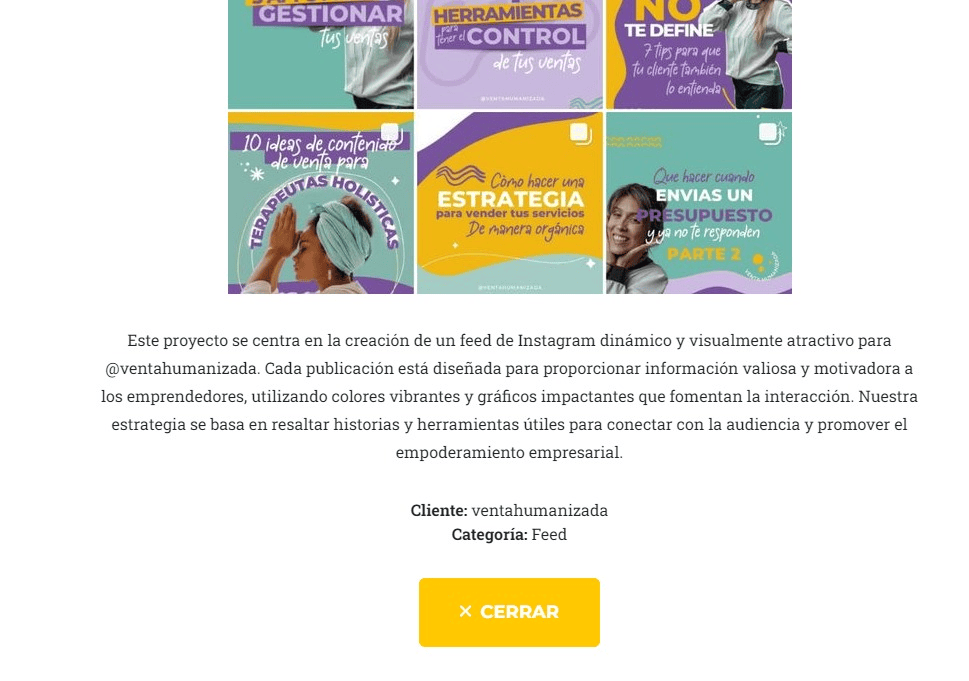 GESTIONAR
tus ventas
HERRAMIENTAS
para
tener el CONTROL
de tus ventas
@VENTAHUMANIZADA
NO
TE DEFINE
7 tips para que
tu cliente también
lo entienda
10 ideas de contenido
de venta para
TERAPEUTAS HOLISTICAS
Cómo hacer una
ESTRATEGIA
para vender tus servicios
De manera orgánica
@VENTAHUMANIZADA
Que hacer cuando
ENVIAS UN
PRESUPUESTO
y ya no te responden
PARTE 2
VENTA HUMANIZADA
Este proyecto se centra en la creación de un feed de Instagram dinámico y visualmente atractivo para
@ventahumanizada. Cada publicación está diseñada para proporcionar información valiosa y motivadora a
los emprendedores, utilizando colores vibrantes y gráficos impactantes que fomentan la interacción. Nuestra
estrategia se basa en resaltar historias y herramientas útiles para conectar con la audiencia y promover el
empoderamiento empresarial.
Cliente: ventahumanizada
Categoría: Feed
× CERRAR